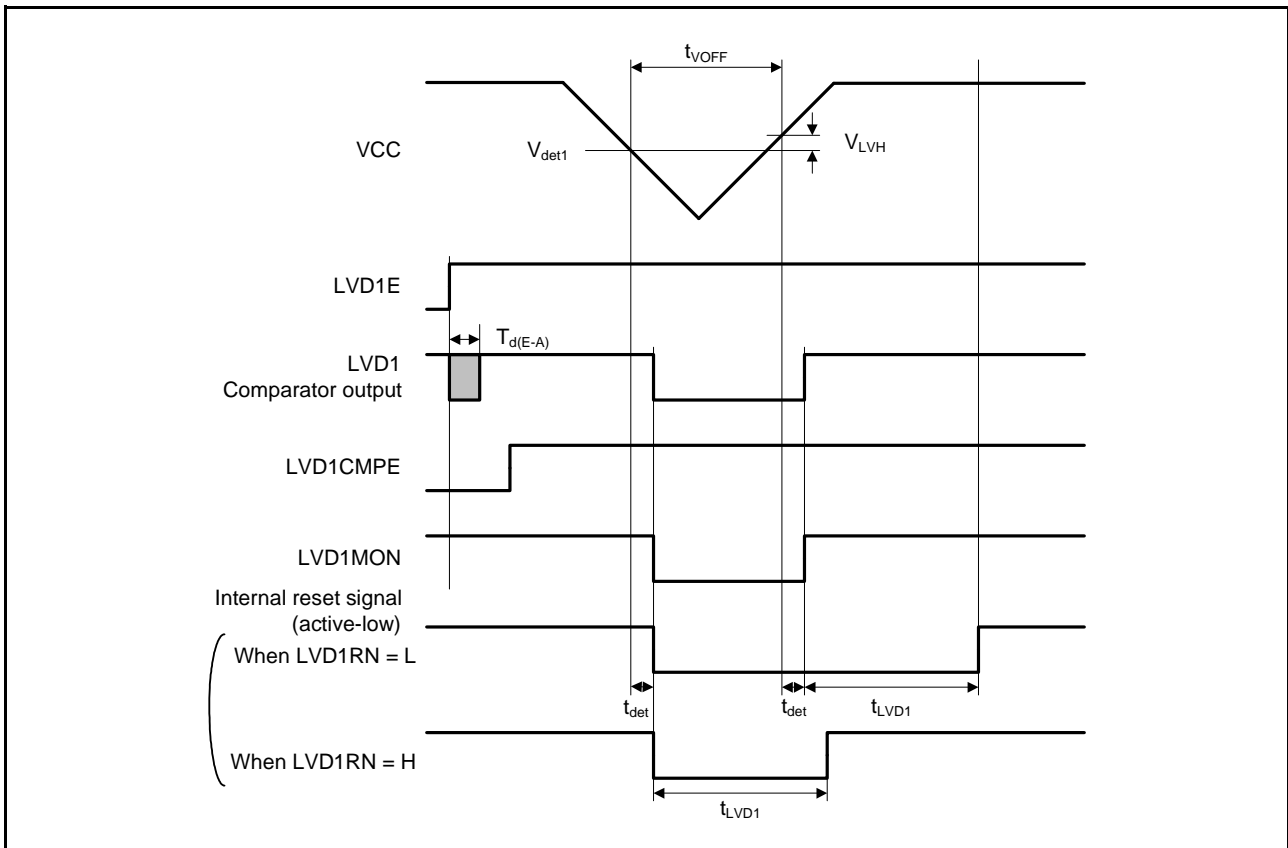 tVOFF
VCC
Vdet1
VLVH
LVD1E
Td(E-A)
LVD1
Comparator output
LVD1CMPE
LVD1MON
Internal reset signal
(active-low)
When LVD1RN = L
tdet
tdet
tLVD1
When LVD1RN = H
tLVD1